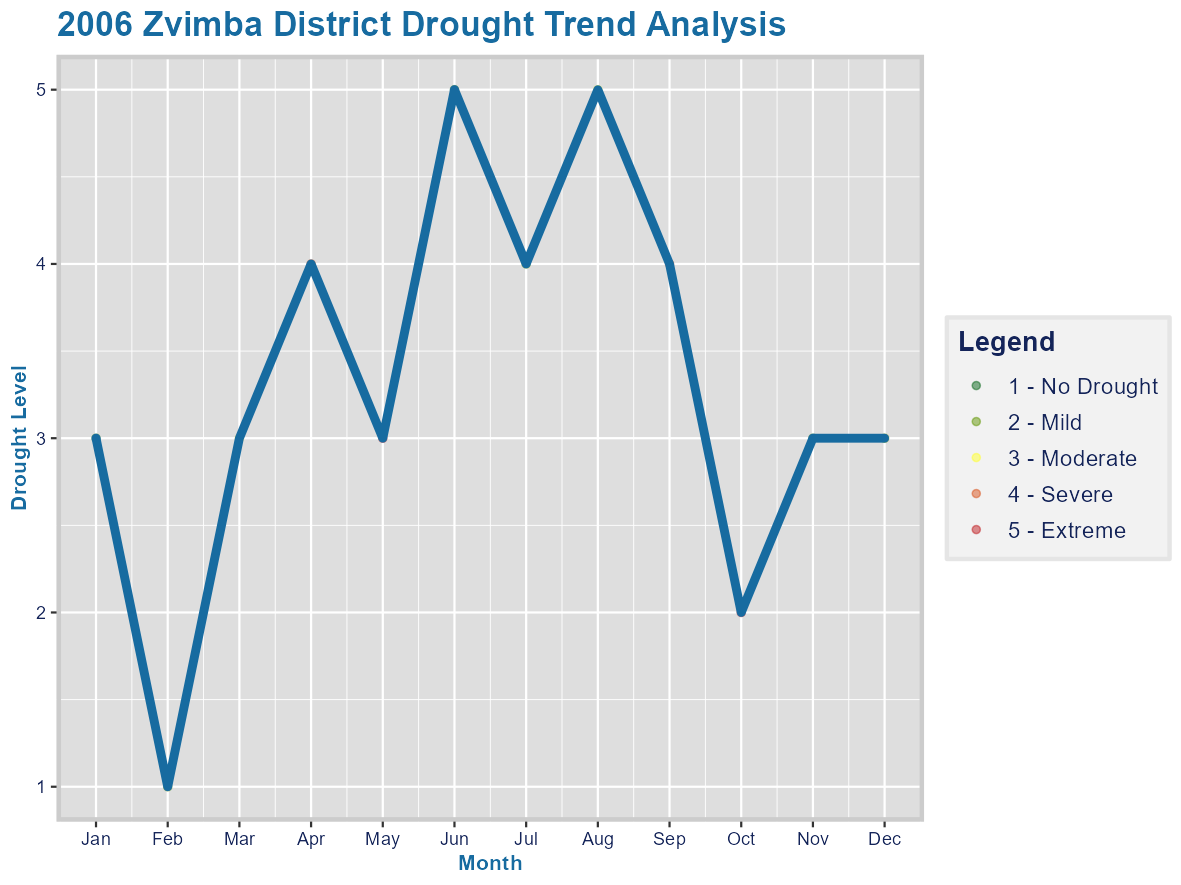 2006 Zvimba District Drought Trend Analysis
Drought Level
5
4
3
2
1
Jan Feb Mar Apr May Jun Jul Aug Sep Oct Nov Dec
Month
Legend
1 - No Drought
2 - Mild
3 - Moderate
4 - Severe
5 - Extreme